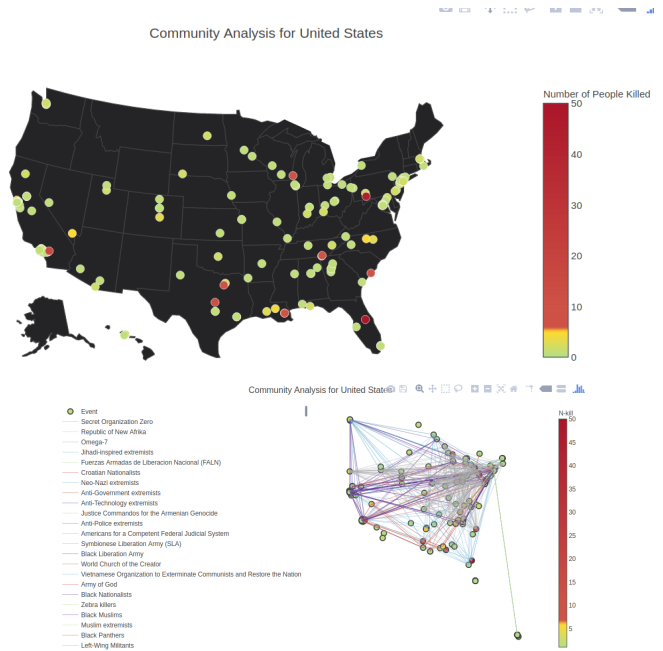 Community Analysis for United States
Number of People Killed
50
40
30
20
10
0
Community Analysis for United States
Event
Secret Organization Zero
Republic of New Afrika
Omega-7
Jihadi-inspired extremists
Fuerzas Armadas de Liberacion Nacional (FALN)
Croatian Nationalists
Neo-Nazi extremists
Anti-Government extremists
Anti-Technology extremists
Justice Commandos for the Armenian Genocide
Anti-Police extremists
Americans for a Competent Federal Judicial System
Symbionese Liberation Army (SLA)
Black Liberation Army
World Church of the Creator
Vietnamese Organization to Exterminate Communists and Restore the Nation
Army of God
Black Nationalists
Zebra killers
Black Muslims
Muslim extremists
Black Panthers
Left-Wing Militants
N-kill
50
45
40
35
30
25
20
15
10
5